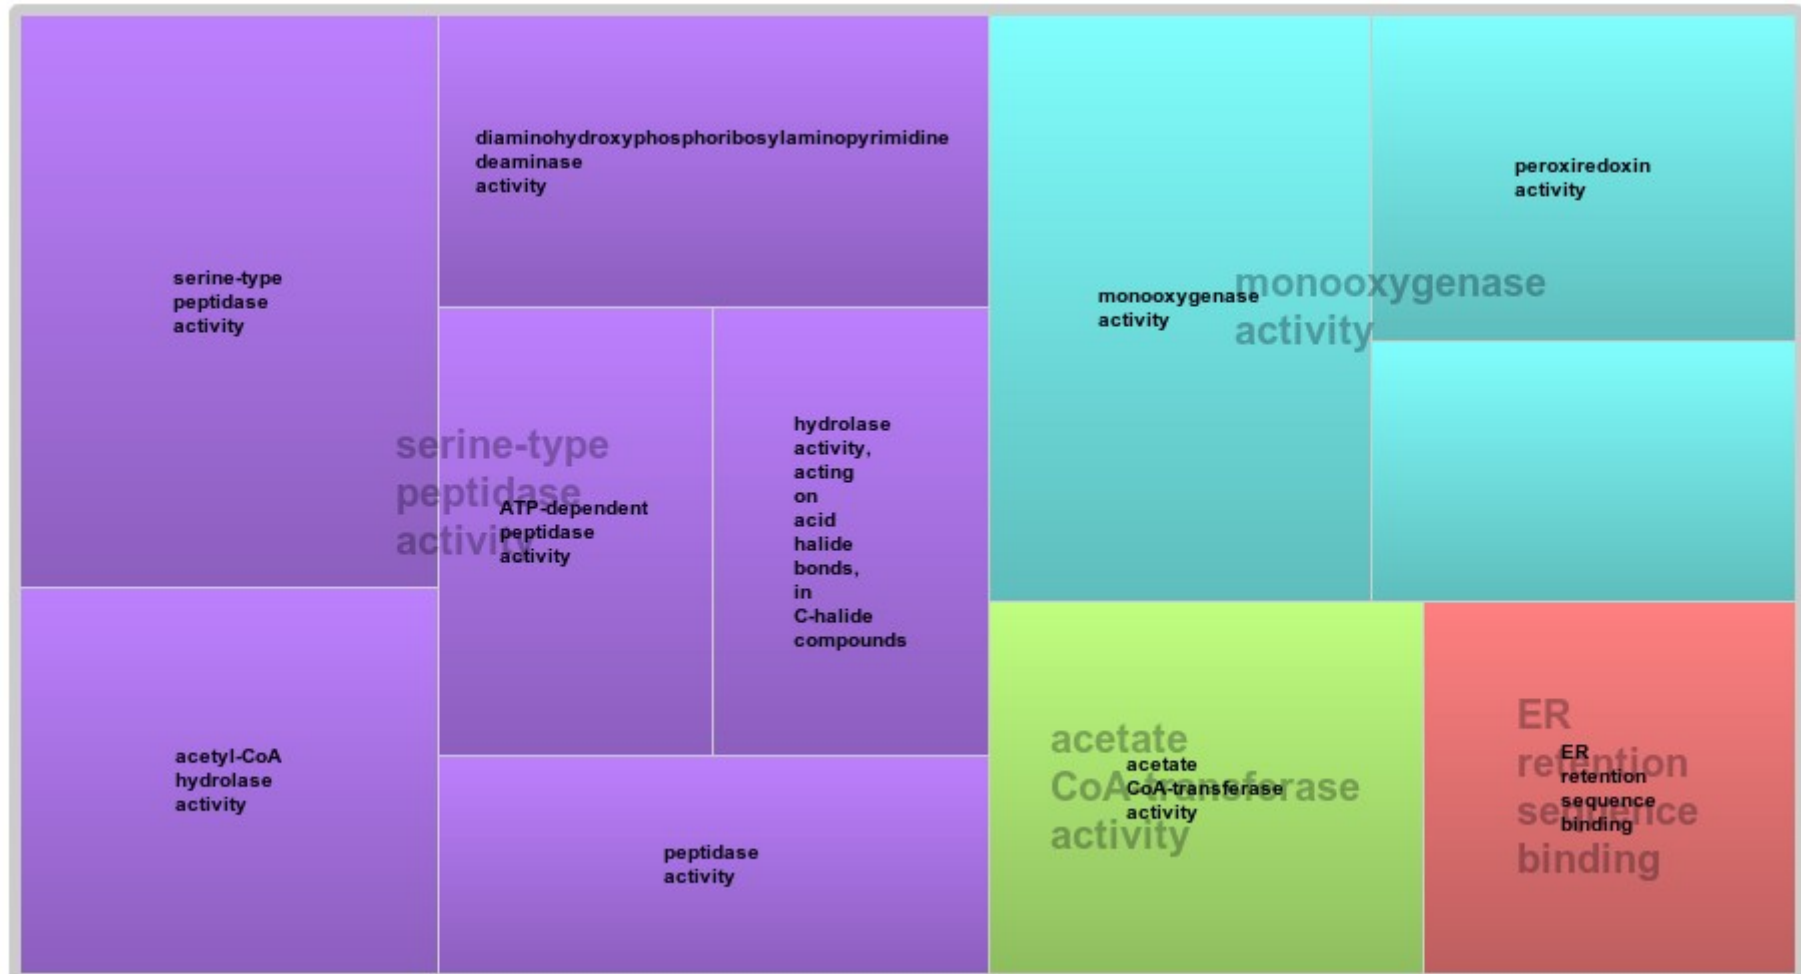 serine-type
peptidase
activity
diaminohydroxyphosphoribosylaminopyrimidine
deaminase
activity
monooxygenase
activity
peroxiredoxin
activity
monooxygenase
activity
serine-type
peptidase
activity
ATP-dependent
peptidase
activity
hydrolase
activity,
acting
on
acid
halide
bonds,
in
C-halide
compounds
acetyl-CoA
hydrolase
activity
peptidase
activity
acetate
CoA-transferase
activity
acetate
CoA-transferase
activity
ER
retention
sequence
binding
ER
retention
sequence
binding